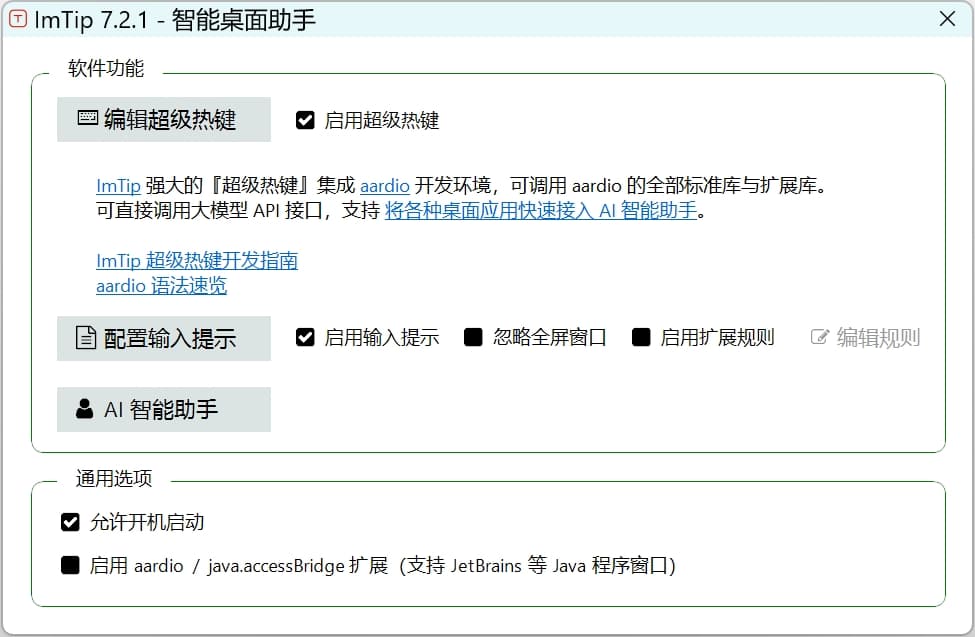 ImTip 7.2.1 - 智能桌面助手
软件功能
编辑超级热键 启用超级热键
ImTip 强大的『超级热键』集成 aardio 开发环境，可调用 aardio 的全部标准库与扩展库。
可直接调用大模型 API 接口，支持 将各种桌面应用快速接入 AI 智能助手。
ImTip 超级热键开发指南
aardio 语法速览
配置输入提示 启用输入提示 忽略全屏窗口 启用扩展规则 编辑规则
AI 智能助手
通用选项
允许开机启动
启用 aardio / java.accessBridge 扩展（支持 JetBrains 等 Java 程序窗口）